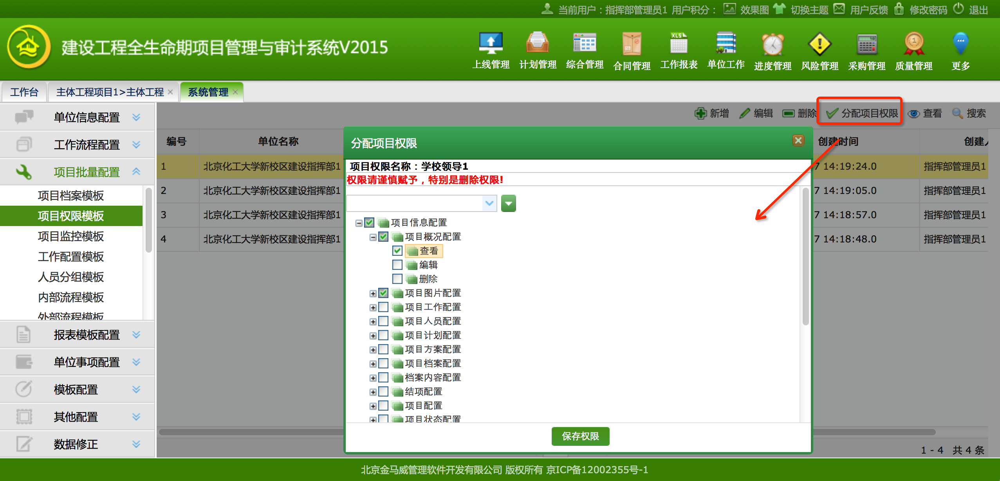 当前用户：指挥部管理员1 用户积分： 效果图 切换主题 用户反馈 修改密码 退出
建设工程全生命期项目管理与审计系统V2015
上线管理 计划管理 综合管理 合同管理 工作报表 单位工作 进度管理 风险管理 采购管理 质量管理 更多
XLS
工作台 主体工程项目1>主体工程 系统管理
单位信息配置
工作流程配置
项目批量配置
项目档案模板
项目权限模板
项目监控模板
工作配置模板
人员分组模板
内部流程模板
外部流程模板
报表模板配置
单位事项配置
模板配置
其他配置
数据修正
新增 编辑 删除 分配项目权限 查看 搜索
编号 单位名称 创建时间 创建人
1 北京化工大学新校区建设指挥部1 7 14:19:24.0 指挥部管理员1
2 北京化工大学新校区建设指挥部1 7 14:19:05.0 指挥部管理员1
3 北京化工大学新校区建设指挥部1 7 14:18:57.0 指挥部管理员1
4 北京化工大学新校区建设指挥部1 7 14:18:48.0 指挥部管理员1
分配项目权限
项目权限名称：学校领导1
权限请谨慎赋予，特别是删除权限!
项目信息配置
项目概况配置
查看
编辑
删除
项目图片配置
项目工作配置
项目人员配置
项目计划配置
项目方案配置
项目档案配置
档案内容配置
结项配置
项目配置
项目状态配置
保存权限
1 - 4 共 4 条
北京金马威管理软件开发有限公司 版权所有 京ICP备12002355号-1